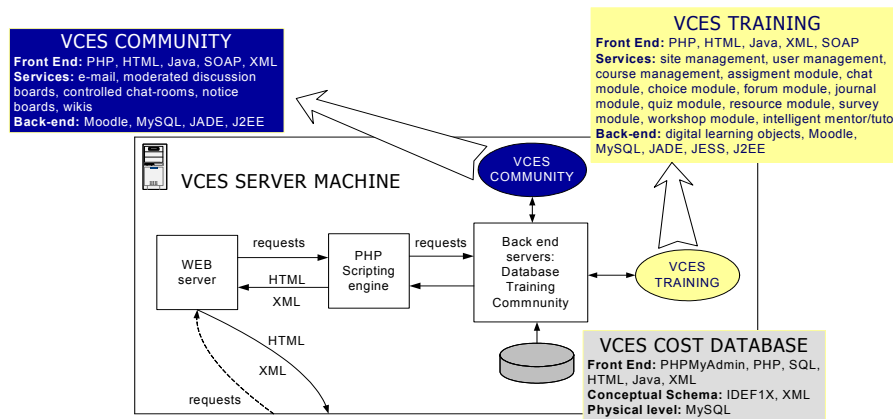 VCES COMMUNITY
Front End: PHP, HTML, Java, SOAP, XML
Services: e-mail, moderated discussion
boards, controlled chat-rooms, notice
boards, wikis
Back-end: Moodle, MySQL, JADE, J2EE
VCES TRAINING
Front End: PHP, HTML, Java, XML, SOAP
Services: site management, user management,
course management, assigment module, chat
module, choice module, forum module, journal
module, quiz module, resource module, survey
module, workshop module, intelligent mentor/tuto
Back-end: digital learning objects, Moodle,
MySQL, JADE, JESS, J2EE
VCES SERVER MACHINE
VCES
COMMUNITY
WEB
server
requests
HTML
XML
PHP
Scripting
engine
requests
Back end
servers:
Database
Training
Commnunity
VCES
TRAINING
HTML
XML
requests
VCES COST DATABASE
Front End: PHPMyAdmin, PHP, SQL,
HTML, Java, XML
Conceptual Schema: IDEF1X, XML
Physical level: MySQL